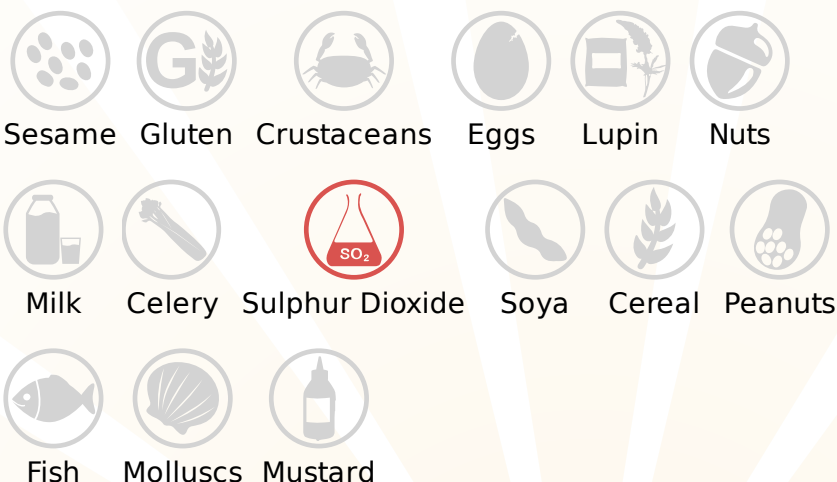 G
Sesame Gluten Crustaceans Eggs Lupin Nuts
SO₂
Milk Celery Sulphur Dioxide Soya Cereal Peanuts
Fish Molluscs Mustard